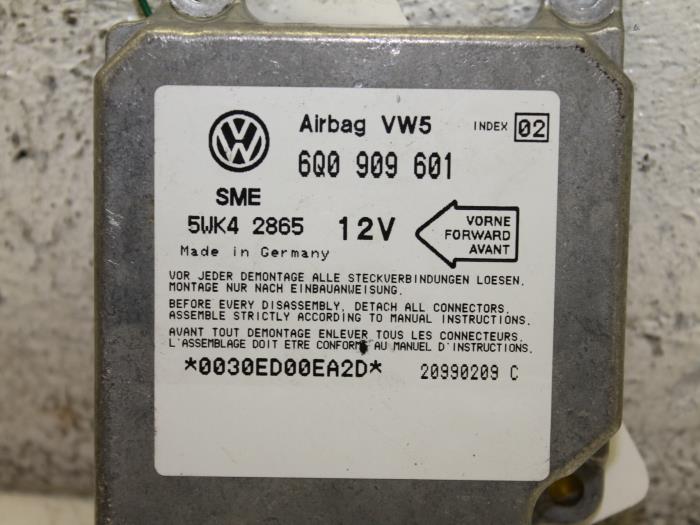 VW
Airbag VW5
INDEX 02
6Q0 909 601
SME
5WK4 2865
12V
VORNE
FORWARD
AVANT
Made in Germany
VOR JEDER DEMONTAGE ALLE STECKVERBINDUNGEN LOESEN.
MONTAGE NUR NACH EINBAUANWEISUNG.
BEFORE EVERY DISASSEMBLY, DETACH ALL CONNECTORS.
ASSEMBLE STRICTLY ACCORDING TO MANUAL INSTRUCTIONS.
AVANT TOUT DEMONTAGE ENLEVER TOUS LES CONNECTEURS.
L'ASSEMBLAGE DOIT ETRE CONFORME AU MANUEL D'INSTRUCTIONS.
*0030ED00EA2D*
20990209 C